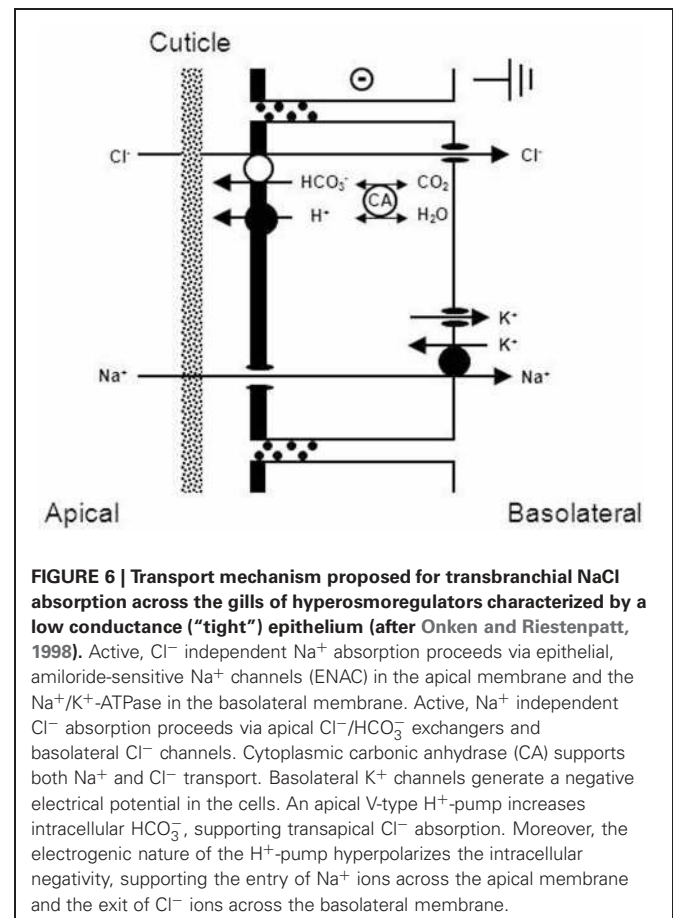 Cuticle
⊖
Cl⁻ Cl⁻
HCO₃⁻ CO₂
CA
H⁺ H₂O
K⁺
K⁺
Na⁺ Na⁺
Apical Basolateral
FIGURE 6 | Transport mechanism proposed for transbranchial NaCl
absorption across the gills of hyperosmoregulators characterized by a
low conductance (“tight”) epithelium (after Onken and Riestenpatt,
1998). Active, Cl⁻ independent Na⁺ absorption proceeds via epithelial,
amiloride-sensitive Na⁺ channels (ENAC) in the apical membrane and the
Na⁺/K⁺-ATPase in the basolateral membrane. Active, Na⁺ independent
Cl⁻ absorption proceeds via apical Cl⁻/HCO₃⁻ exchangers and
basolateral Cl⁻ channels. Cytoplasmic carbonic anhydrase (CA) supports
both Na⁺ and Cl⁻ transport. Basolateral K⁺ channels generate a negative
electrical potential in the cells. An apical V-type H⁺-pump increases
intracellular HCO₃⁻, supporting transapical Cl⁻ absorption. Moreover, the
electrogenic nature of the H⁺-pump hyperpolarizes the intracellular
negativity, supporting the entry of Na⁺ ions across the apical membrane
and the exit of Cl⁻ ions across the basolateral membrane.